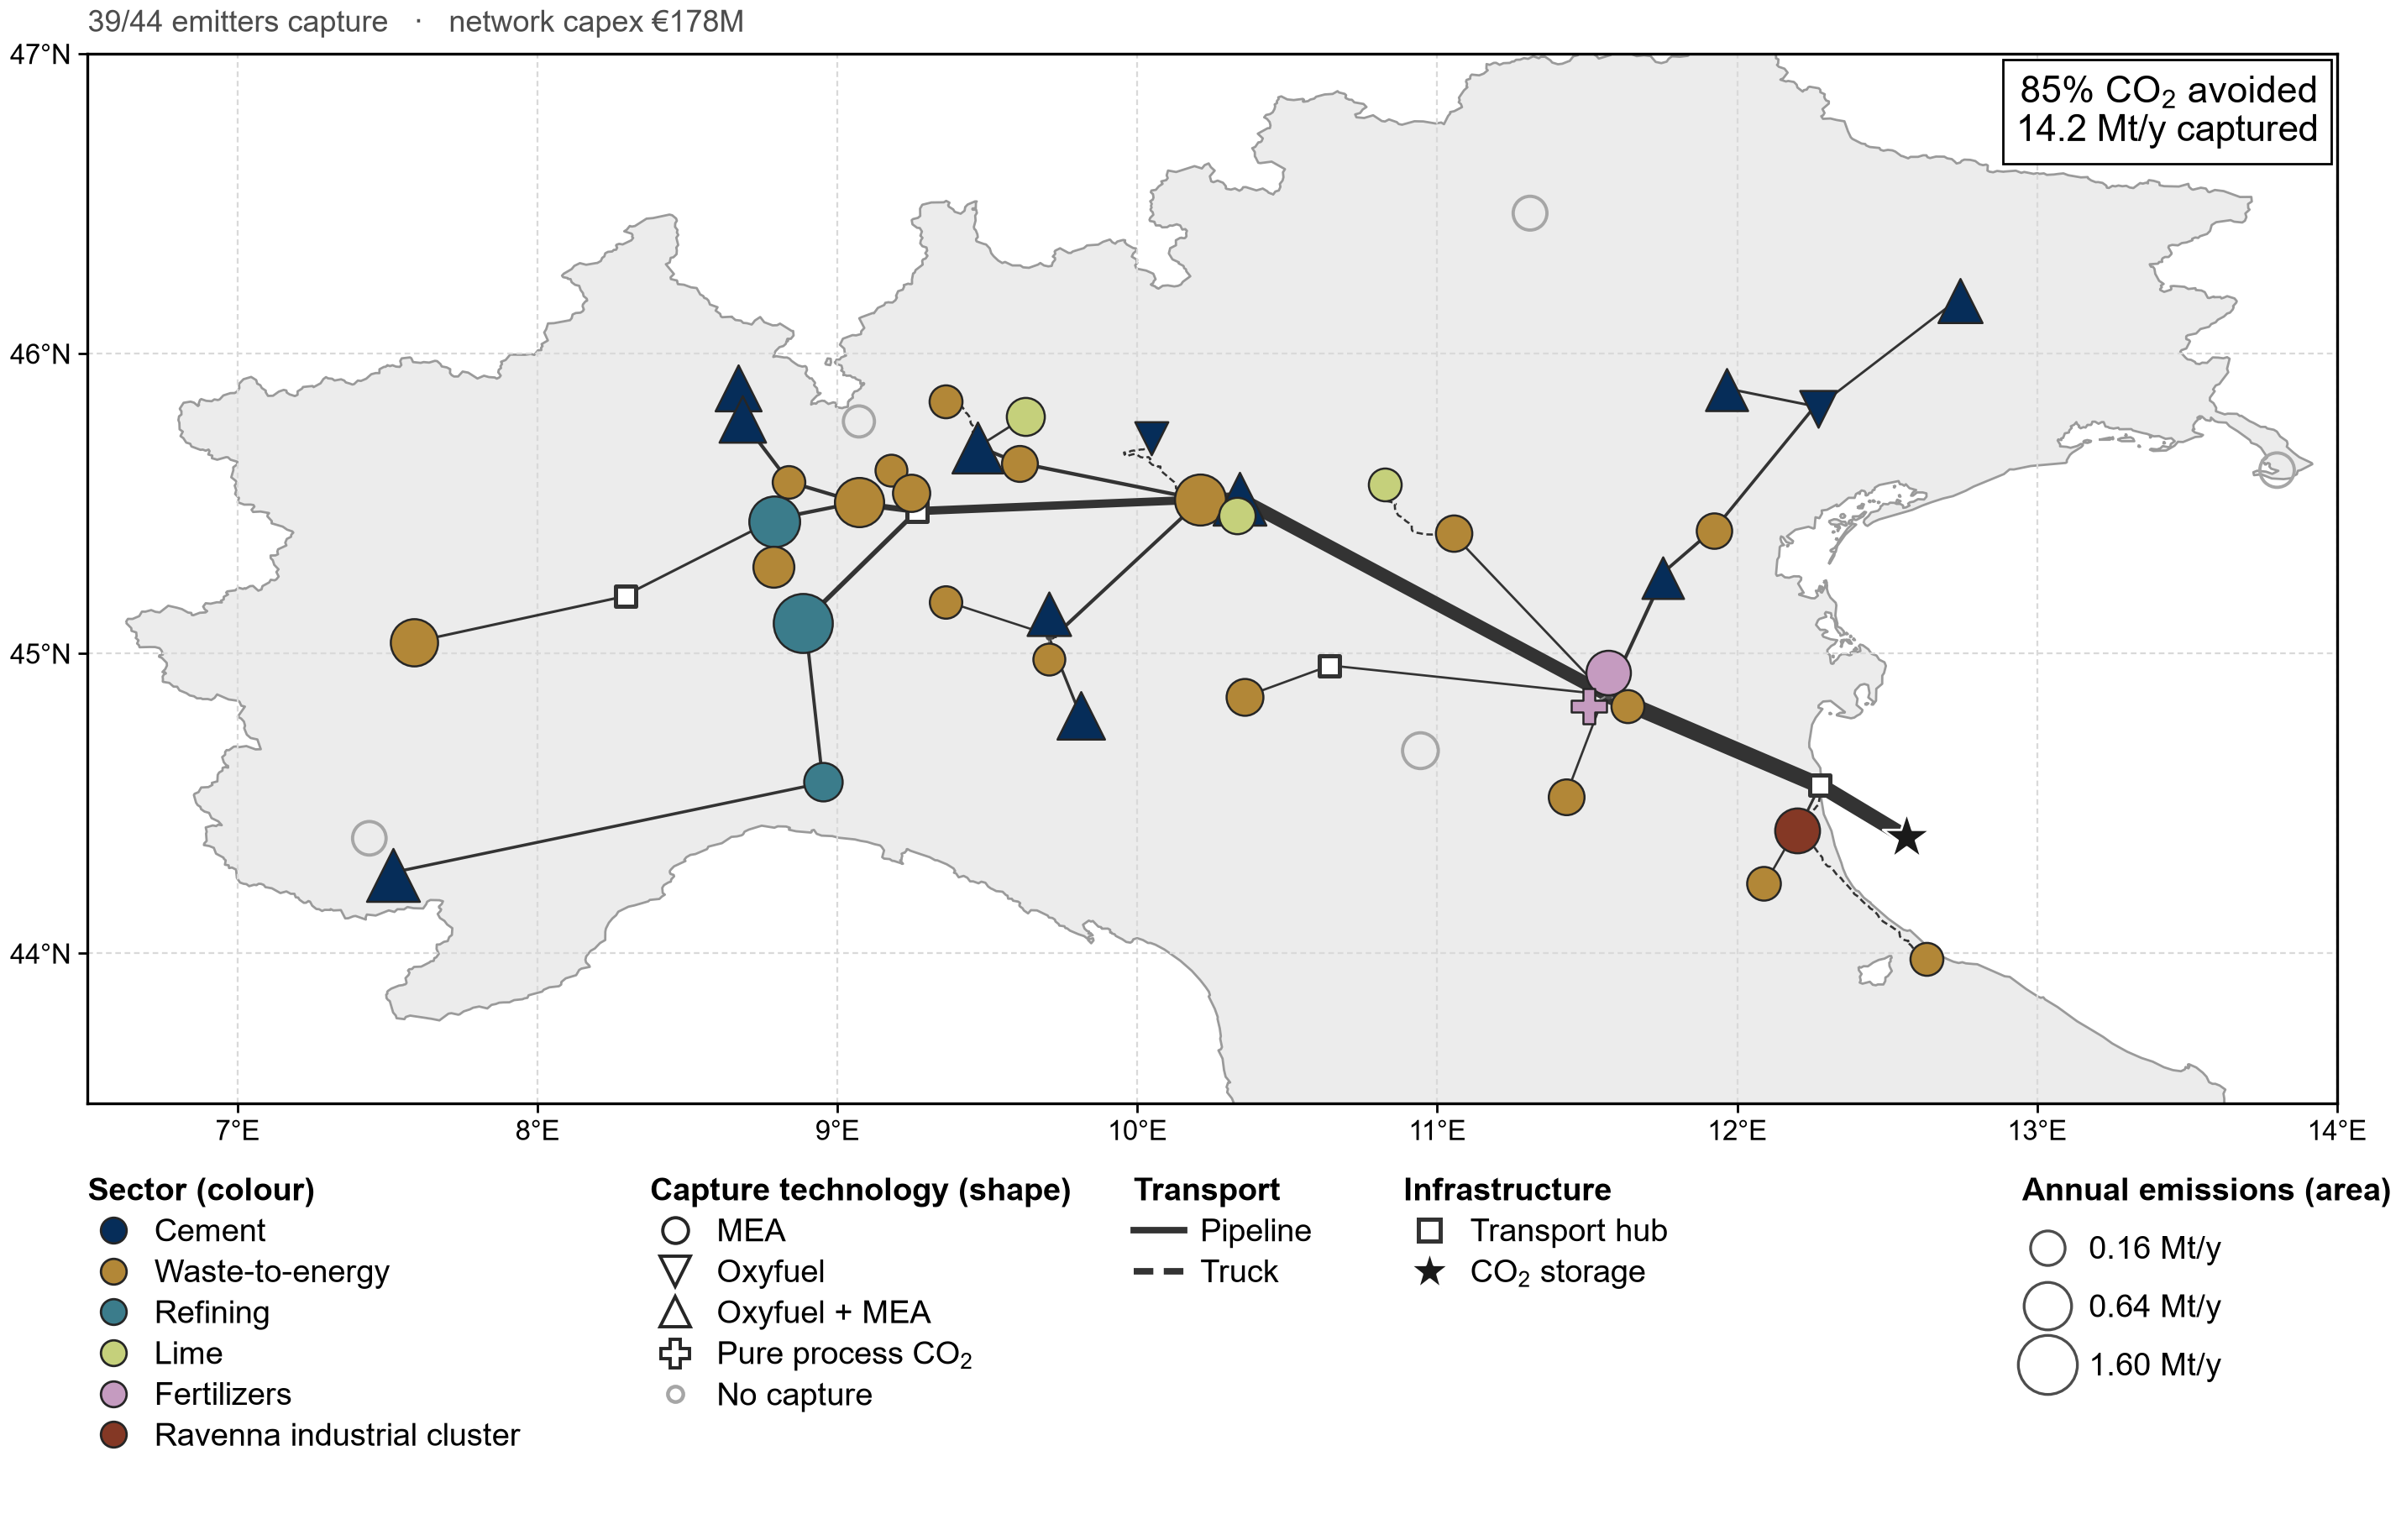 39/44 emitters capture · network capex €178M
47°N
85% CO₂ avoided
14.2 Mt/y captured
46°N
45°N
44°N
7°E 8°E 9°E 10°E 11°E 12°E 13°E 14°E
Sector (colour)
Cement
Waste-to-energy
Refining
Lime
Fertilizers
Ravenna industrial cluster
Capture technology (shape)
MEA
Oxyfuel
Oxyfuel + MEA
Pure process CO₂
No capture
Transport
Pipeline
Truck
Infrastructure
Transport hub
CO₂ storage
Annual emissions (area)
0.16 Mt/y
0.64 Mt/y
1.60 Mt/y